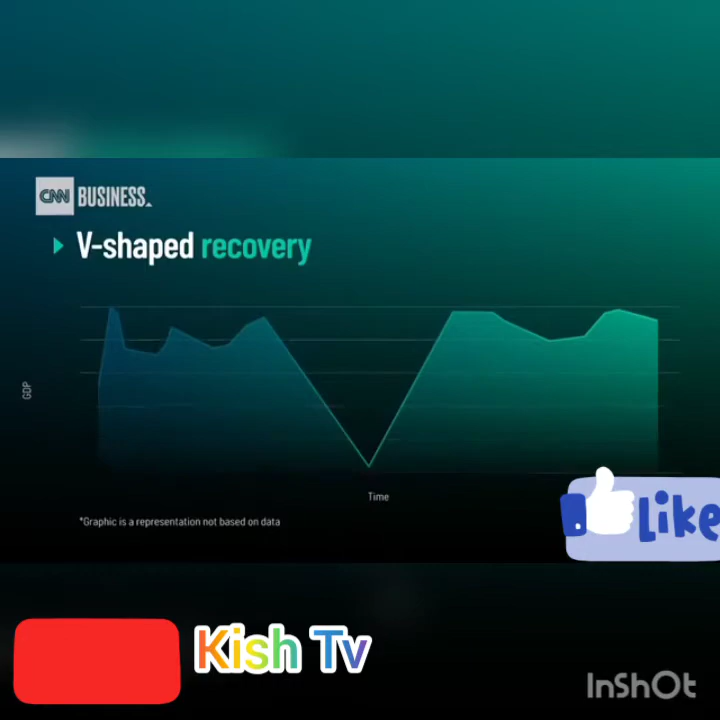 CNN BUSINESS
V-shaped recovery
GDP
Time
*Graphic is a representation not based on data
Like
Kish Tv
InShOt